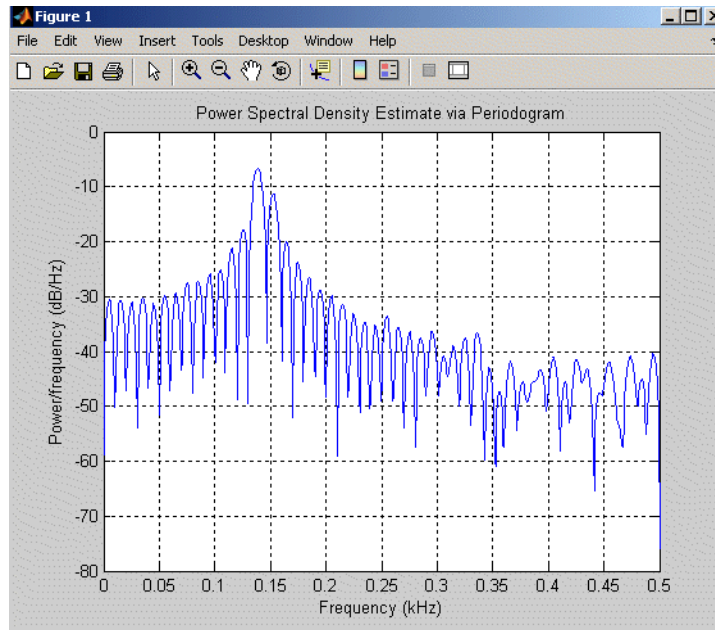 Figure 1
File Edit View Insert Tools Desktop Window Help
Power Spectral Density Estimate via Periodogram
Power/frequency (dB/Hz)
0
-10
-20
-30
-40
-50
-60
-70
-80
0 0.05 0.1 0.15 0.2 0.25 0.3 0.35 0.4 0.45 0.5
Frequency (kHz)